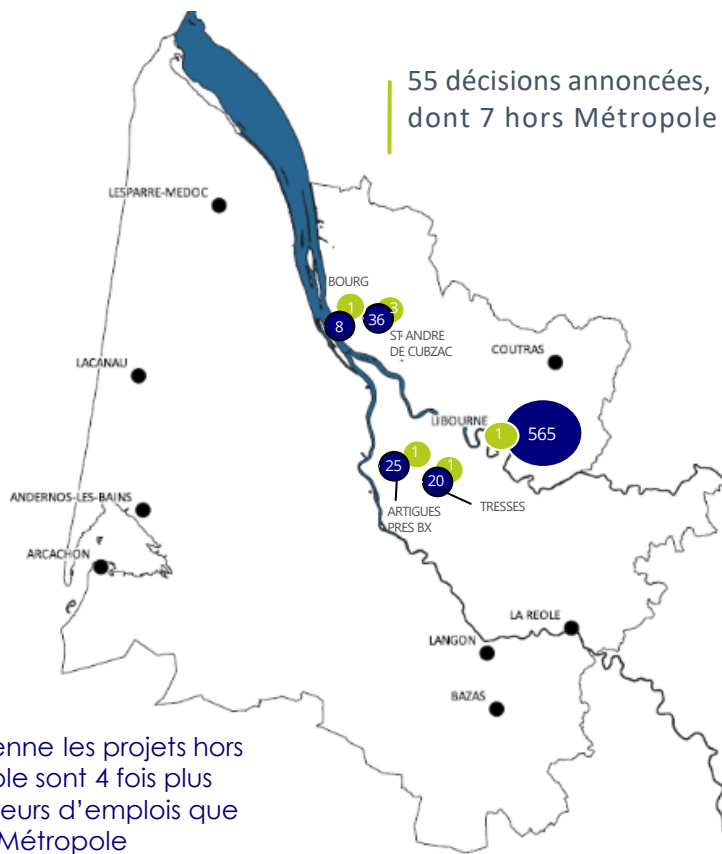 55 décisions annoncées,
dont 7 hors Métropole
LESPARRE-MEDOC
BOURG
1
3
8
36
ST ANDRE
DE CUBZAC
COUTRAS
LACANAU
LIBOURNE
1
565
1
1
25
20
ARTIGUES
PRES BX
TRESSES
ANDERNOS-LES-BAINS
ARCACHON
LA REOLE
LANGON
BAZAS
enne les projets hors
ole sont 4 fois plus
eurs d'emplois que
Métropole